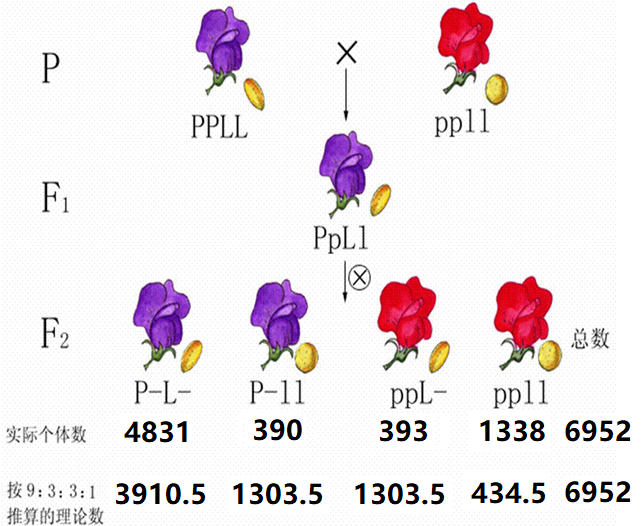 P
×
PPLL
ppll
F₁
PpLl
⊗
F₂
总数
P-L- P-ll ppL- ppll
实际个体数 4831 390 393 1338 6952
按9:3:3:1 3910.5 1303.5 1303.5 434.5 6952
推算的理论数